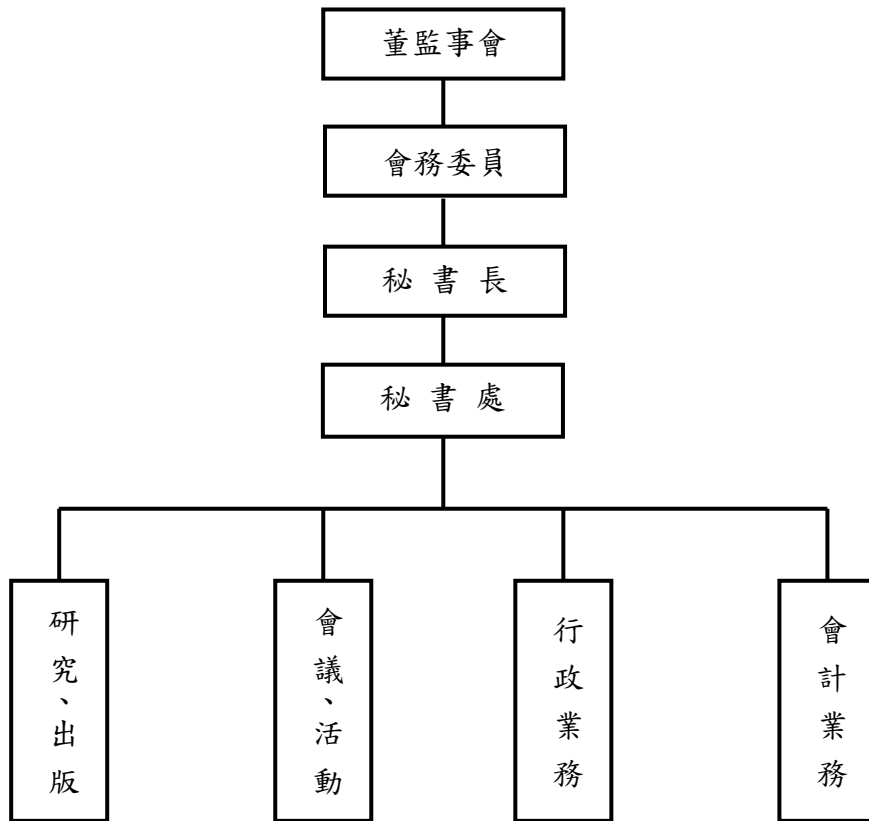 董監事會
會務委員
秘 書 長
秘 書 處
研究、出版
會議、活動
行政業務
會計業務